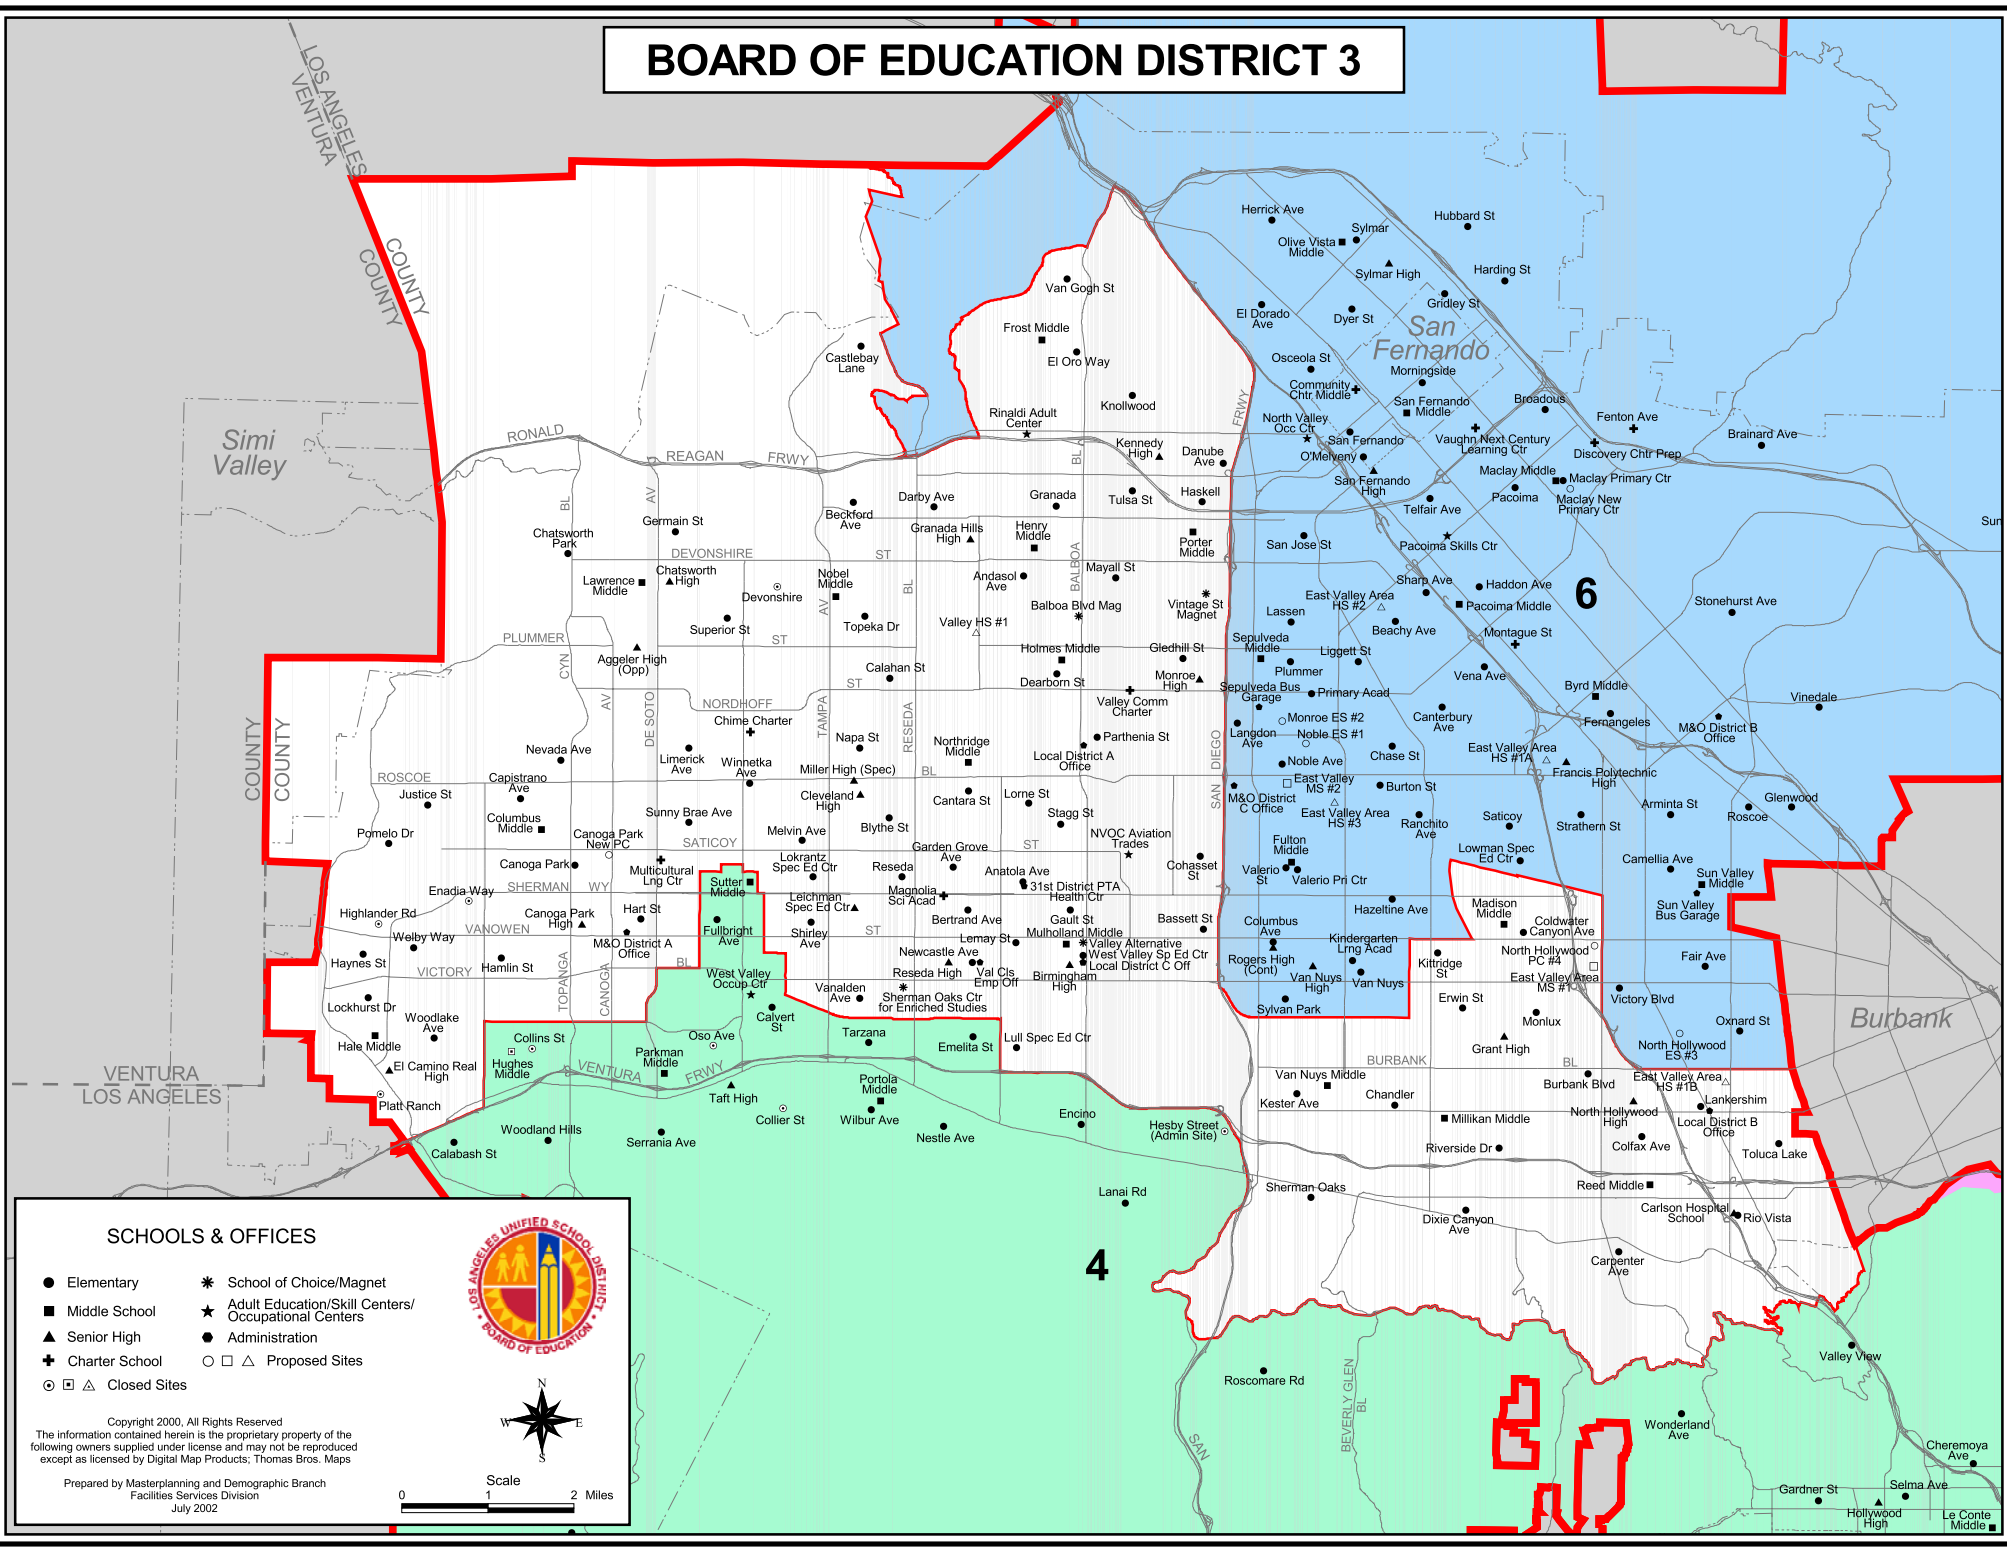 BOARD OF EDUCATION DISTRICT 3
LOS ANGELES
VENTURA
COUNTY
COUNTY
Herrick Ave
Olive Vista
Middle
Sylmar
Hubbard St
Sylmar High
Harding St
Gridley St
El Dorado
Ave
Dyer St
San
Fernando
Van Gogh St
Frost Middle
El Oro Way
Castlebay
Lane
Osceola St
Morningside
Community
Chtr Middle
San Fernando
Middle
Broadous
Fenton Ave
Brainard Ave
Knollwood
Rinaldi Adult
Center
North Valley
Occ Ctr
San Fernando
Vaughn Next Century
Learning Ctr
Discovery Chtr Prep
O'Melveny
San Fernando
High
Maclay Middle
Maclay Primary Ctr
Pacoima
Maclay New
Primary Ctr
Telfair Ave
Simi
Valley
RONALD
REAGAN
FRWY
BL
FRWY
Kennedy
High
Danube
Ave
Tulsa St
Haskell
Darby Ave
Granada
Beckford
Ave
Granada Hills
High
Henry
Middle
Porter
Middle
San Jose St
Pacoima Skills Ctr
Sun
BL
AV
Germain St
Chatsworth
Park
DEVONSHIRE
ST
Lawrence
Middle
Chatsworth
High
Devonshire
Nobel
Middle
AV
BL
BALBOA
Andasol
Ave
Mayall St
Balboa Blvd Mag
Vintage St
Magnet
Sharp Ave
Haddon Ave
East Valley Area
HS #2
Pacoima Middle
6
Stonehurst Ave
Lassen
Beachy Ave
Montague St
Superior St
Topeka Dr
Valley HS #1
PLUMMER
ST
Aggeler High
(Opp)
CYN
Calahan St
Holmes Middle
Dearborn St
Gledhill St
Monroe
High
Sepulveda
Middle
Plummer
Liggett St
Vena Ave
Byrd Middle
Fernangeles
Vinedale
Sepulveda Bus
Garage
Primary Acad
ST
NORDHOFF
Valley Comm
Charter
Monroe ES #2
Noble ES #1
Canterbury
Ave
M&O District B
Office
AV
DE SOTO
TAMPA
RESEDA
COUNTY
COUNTY
Chime Charter
Langdon
Ave
Nevada Ave
Limerick
Ave
Winnetka
Ave
Napa St
Northridge
Middle
Parthenia St
Local District A
Office
Noble Ave
Chase St
East Valley Area
HS #1A
Francis Polytechnic
High
ROSCOE
BL
Miller High (Spec)
SAN DIEGO
East Valley
MS #2
Burton St
Capistrano
Ave
Justice St
Cleveland
High
Cantara St
Lorne St
M&O District
C Office
East Valley Area
HS #3
Ranchito
Ave
Saticoy
Strathern St
Arminta St
Roscoe
Glenwood
Columbus
Middle
Sunny Brae Ave
Blythe St
Stagg St
Pomelo Dr
Canoga Park
New PC
SATICOY
ST
Melvin Ave
NVOC Aviation
Trades
Fulton
Middle
Lowman Spec
Ed Ctr
Camellia Ave
Canoga Park
Multicultural
Lng Ctr
Lokrantz
Spec Ed Ctr
Reseda
Garden Grove
Ave
Anatola Ave
Cohasset
St
Valerio
St
Valerio Pri Ctr
Sun Valley
Middle
Enadia Way
SHERMAN
WY
Sutter
Middle
Leichman
Spec Ed Ctr
Magnolia
Sci Acad
31st District PTA
Health Ctr
Sun Valley
Bus Garage
Highlander Rd
Canoga Park
High
Hart St
Bertrand Ave
Gault St
Bassett St
Columbus
Ave
Hazeltine Ave
Madison
Middle
Coldwater
Canyon Ave
Welby Way
VANOWEN
M&O District A
Office
Fullbright
Ave
Shirley
Ave
ST
Lemay St
Mulholland Middle
Valley Alternative
West Valley Sp Ed Ctr
Local District C Off
Kindergarten
Lrng Acad
Rogers High
(Cont)
North Hollywood
PC #4
Haynes St
Hamlin St
VICTORY
BL
Newcastle Ave
Reseda High
Val Cls
Emp Off
Birmingham
High
Van Nuys
High
Van Nuys
Kittridge
St
East Valley Area
MS #1
Fair Ave
Lockhurst Dr
TOPANGA
CANOGA
West Valley
Occup Ctr
Vanalden
Ave
Sherman Oaks Ctr
for Enriched Studies
Sylvan Park
Erwin St
Monlux
Victory Blvd
Oxnard St
Burbank
Woodlake
Ave
Calvert
St
Hale Middle
Collins St
Hughes
Middle
Oso Ave
Parkman
Middle
Tarzana
Emelita St
Lull Spec Ed Ctr
Grant High
North Hollywood
ES #3
El Camino Real
High
VENTURA
FRWY
BURBANK
BL
VENTURA
LOS ANGELES
Platt Ranch
Taft High
Portola
Middle
Van Nuys Middle
Burbank Blvd
East Valley Area
HS #1B
Lankershim
Collier St
Wilbur Ave
Kester Ave
Chandler
Encino
Hesby Street
(Admin Site)
Millikan Middle
North Hollywood
High
Local District B
Office
Calabash St
Woodland Hills
Serrania Ave
Nestle Ave
Riverside Dr
Colfax Ave
Toluca Lake
Lanai Rd
Sherman Oaks
Reed Middle
Dixie Canyon
Ave
Carlson Hospital
School
Rio Vista
4
Carpenter
Ave
Valley View
Roscomare Rd
BEVERLY GLEN
BL
SAN
Wonderland
Ave
Cheremoya
Ave
Gardner St
Selma Ave
Hollywood
High
Le Conte
Middle
SCHOOLS & OFFICES
Elementary
Middle School
Senior High
Charter School
Closed Sites
School of Choice/Magnet
Adult Education/Skill Centers/
Occupational Centers
Administration
Proposed Sites
LOS ANGELES UNIFIED SCHOOL DISTRICT
BOARD OF EDUCATION
N
W
E
S
Copyright 2000, All Rights Reserved
The information contained herein is the proprietary property of the
following owners supplied under license and may not be reproduced
except as licensed by Digital Map Products; Thomas Bros. Maps
Prepared by Masterplanning and Demographic Branch
Facilities Services Division
July 2002
Scale
0 1 2 Miles